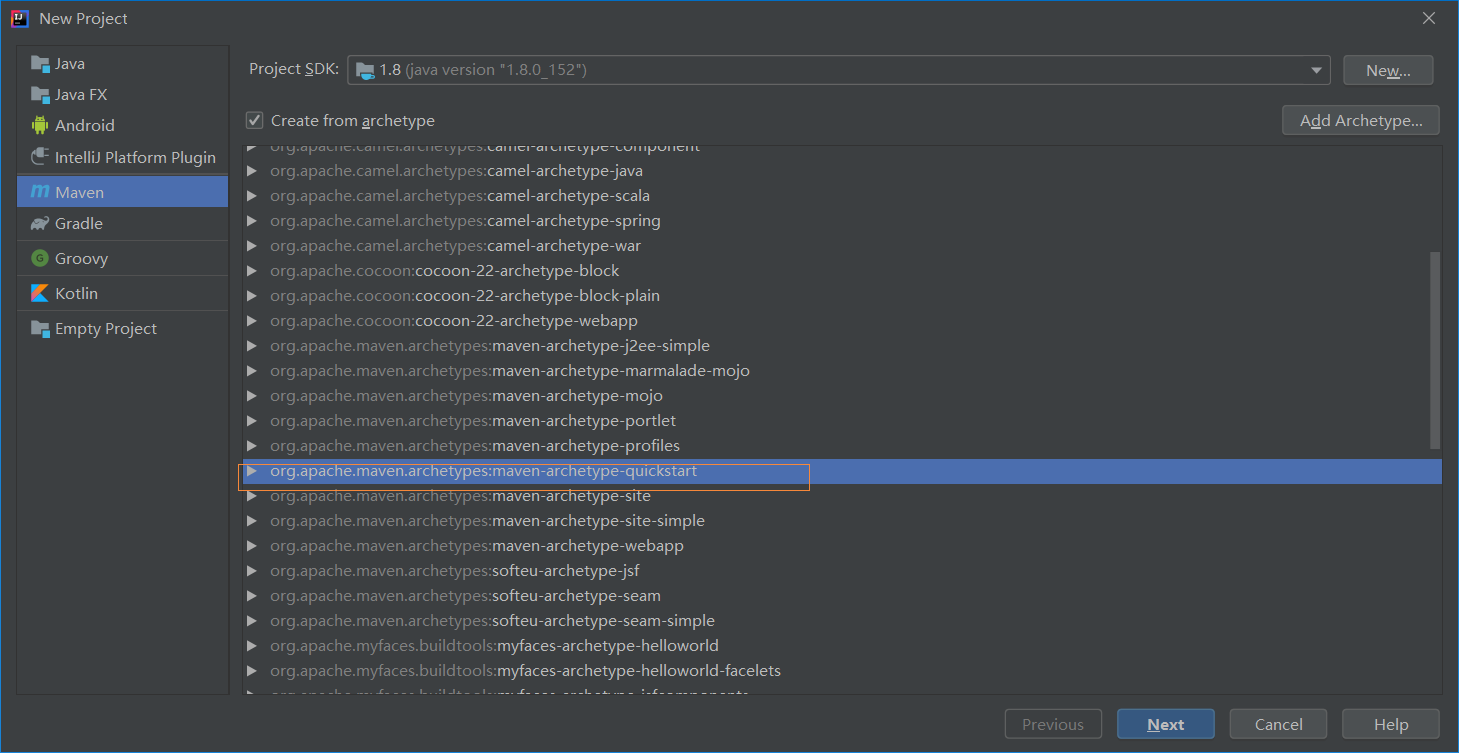 New Project
Java
Java FX
Android
IntelliJ Platform Plugin
Maven
Gradle
Groovy
Kotlin
Empty Project
Project SDK: 1.8 (java version "1.8.0_152") New...
Create from archetype Add Archetype...
org.apache.camel.archetypes:camel-archetype-component
org.apache.camel.archetypes:camel-archetype-java
org.apache.camel.archetypes:camel-archetype-scala
org.apache.camel.archetypes:camel-archetype-spring
org.apache.camel.archetypes:camel-archetype-war
org.apache.cocoon:cocoon-22-archetype-block
org.apache.cocoon:cocoon-22-archetype-block-plain
org.apache.cocoon:cocoon-22-archetype-webapp
org.apache.maven.archetypes:maven-archetype-j2ee-simple
org.apache.maven.archetypes:maven-archetype-marmalade-mojo
org.apache.maven.archetypes:maven-archetype-mojo
org.apache.maven.archetypes:maven-archetype-portlet
org.apache.maven.archetypes:maven-archetype-profiles
org.apache.maven.archetypes:maven-archetype-quickstart
org.apache.maven.archetypes:maven-archetype-site
org.apache.maven.archetypes:maven-archetype-site-simple
org.apache.maven.archetypes:maven-archetype-webapp
org.apache.maven.archetypes:softeu-archetype-jsf
org.apache.maven.archetypes:softeu-archetype-seam
org.apache.maven.archetypes:softeu-archetype-seam-simple
org.apache.myfaces.buildtools:myfaces-archetype-helloworld
org.apache.myfaces.buildtools:myfaces-archetype-helloworld-facelets
org.apache.myfaces.buildtools:myfaces-archetype-jsfcomponents
Previous Next Cancel Help